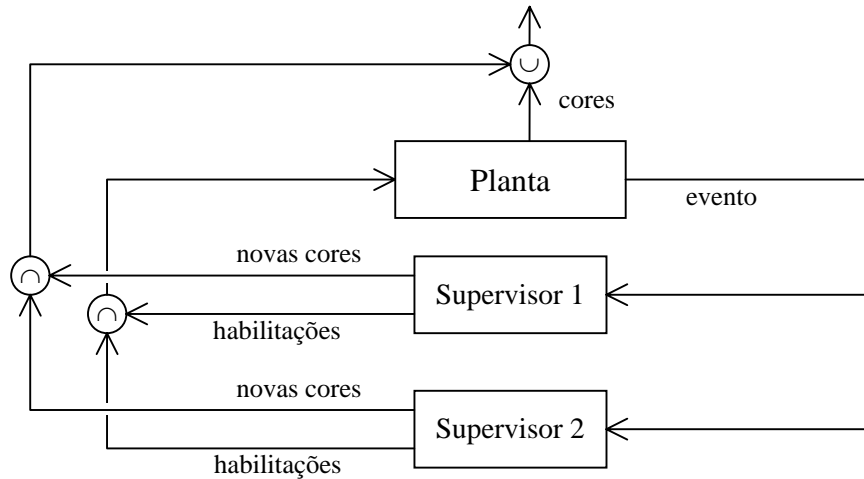 ∪
cores
Planta
evento
novas cores
∩
Supervisor 1
∩
habilitações
novas cores
Supervisor 2
habilitações